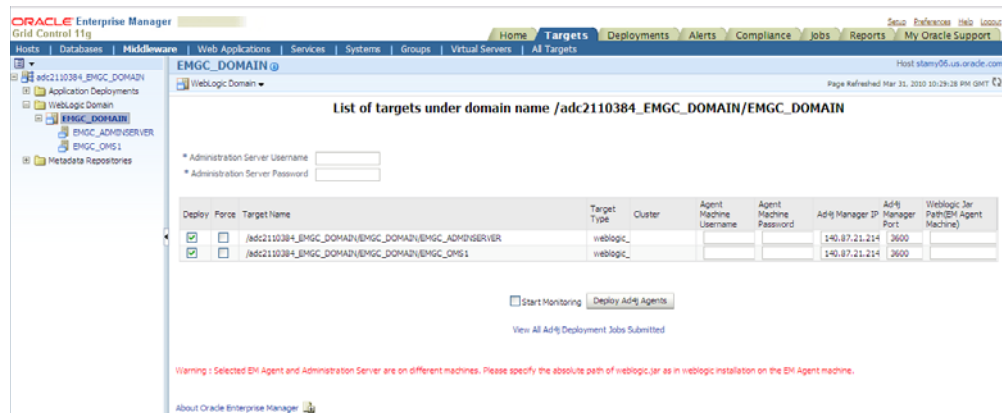 ORACLE Enterprise Manager
Grid Control 11g
Setup Preferences Help Logout
Home Targets Deployments Alerts Compliance Jobs Reports My Oracle Support
Hosts | Databases | Middleware | Web Applications | Services | Systems | Groups | Virtual Servers | All Targets
adc2110384_EMGC_DOMAIN
Application Deployments
WebLogic Domain
EMGC_DOMAIN
EMGC_ADMINSERVER
EMGC_OMS1
Metadata Repositories
EMGC_DOMAIN
Host stamy06.us.oracle.com
WebLogic Domain
Page Refreshed Mar 31, 2010 10:29:28 PM GMT
List of targets under domain name /adc2110384_EMGC_DOMAIN/EMGC_DOMAIN
* Administration Server Username
* Administration Server Password
Deploy Force Target Name Target Type Cluster Agent Machine Username Agent Machine Password Ad4j Manager IP Ad4j Manager Port Weblogic Jar Path(EM Agent Machine)
/adc2110384_EMGC_DOMAIN/EMGC_DOMAIN/EMGC_ADMINSERVER weblogic_ 140.87.21.214 3600
/adc2110384_EMGC_DOMAIN/EMGC_DOMAIN/EMGC_OMS1 weblogic_ 140.87.21.214 3600
Start Monitoring Deploy Ad4j Agents
View All Ad4j Deployment Jobs Submitted
Warning : Selected EM Agent and Administration Server are on different machines. Please specify the absolute path of weblogic.jar as in weblogic installation on the EM Agent machine.
About Oracle Enterprise Manager